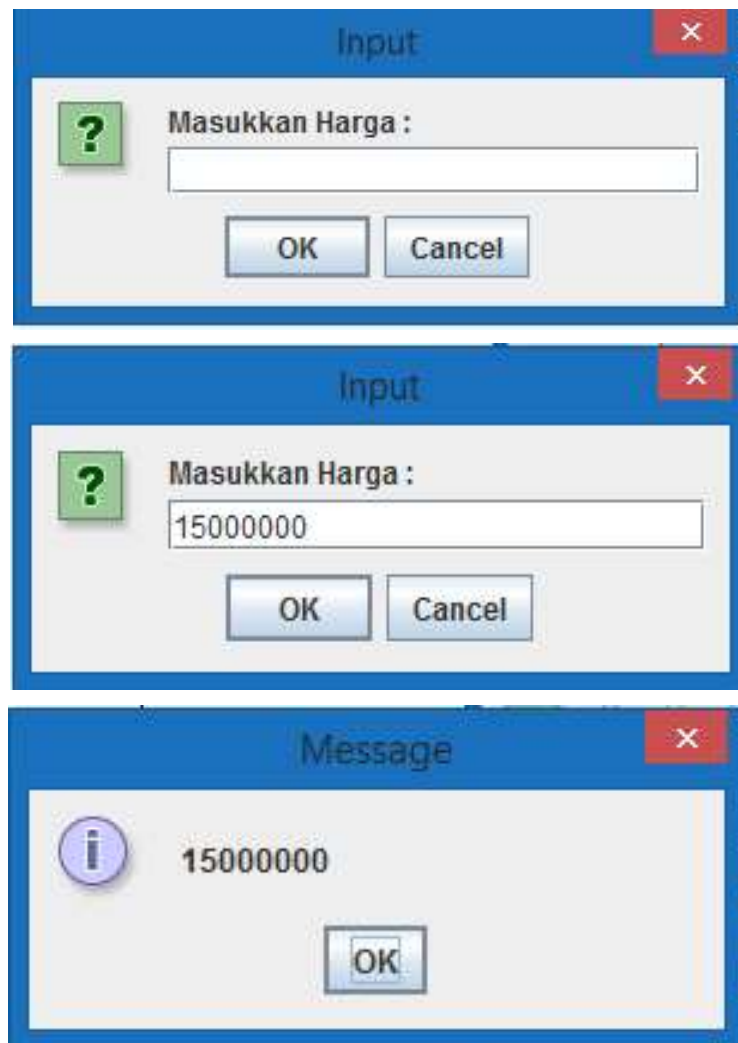 Input
Masukkan Harga :
OK Cancel
Input
Masukkan Harga :
15000000
OK Cancel
Message
15000000
OK